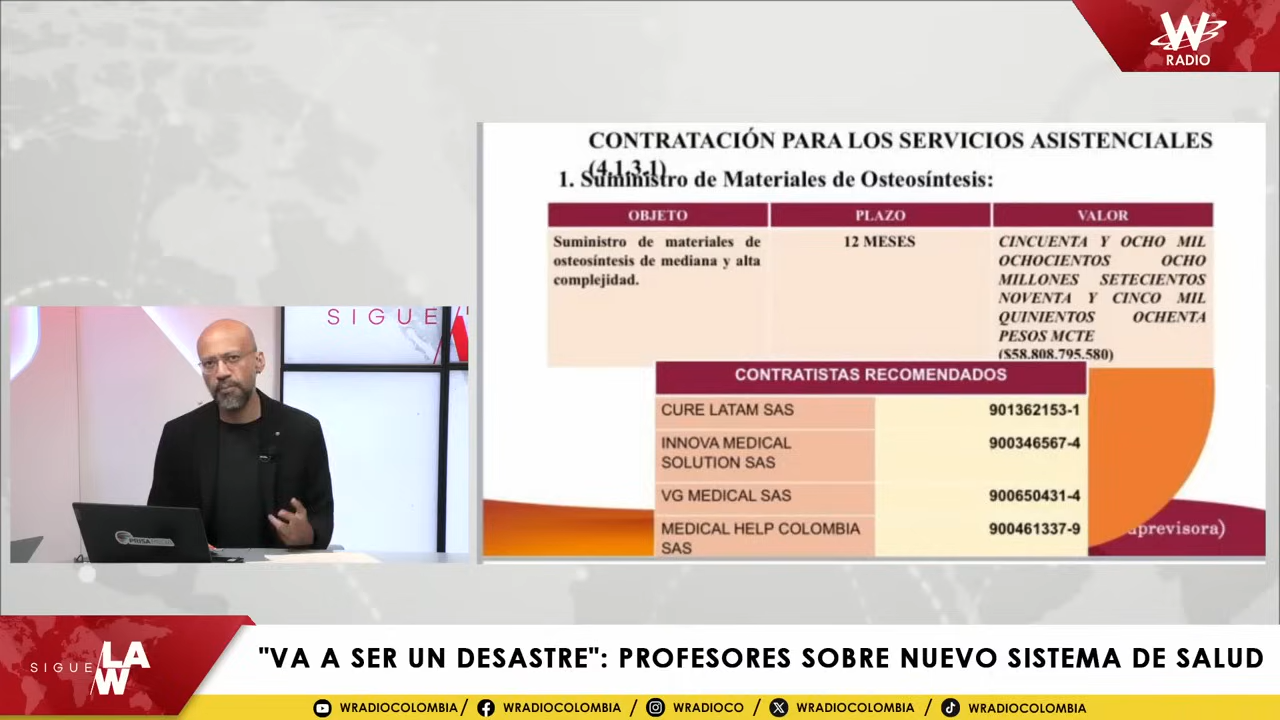 W
RADIO
CONTRATACIÓN PARA LOS SERVICIOS ASISTENCIALES
(4.1.3.1)
1. Suministro de Materiales de Osteosíntesis:
OBJETO PLAZO VALOR
Suministro de materiales de
osteosíntesis de mediana y alta
complejidad.
12 MESES
CINCUENTA Y OCHO MIL
OCHOCIENTOS OCHO
MILLONES SETECIENTOS
NOVENTA Y CINCO MIL
QUINIENTOS OCHENTA
PESOS MCTE
($58.808.795.580)
CONTRATISTAS RECOMENDADOS
CURE LATAM SAS 901362153-1
INNOVA MEDICAL
SOLUTION SAS
900346567-4
VG MEDICAL SAS 900650431-4
MEDICAL HELP COLOMBIA
SAS
900461337-9
aprevisora)
SIGUE
PRISA
SIGUE LA
W
"VA A SER UN DESASTRE": PROFESORES SOBRE NUEVO SISTEMA DE SALUD
WRADIOCOLOMBIA/ WRADIOCOLOMBIA / WRADIOCO / WRADIOCOLOMBIA / WRADIOCOLOMBIA